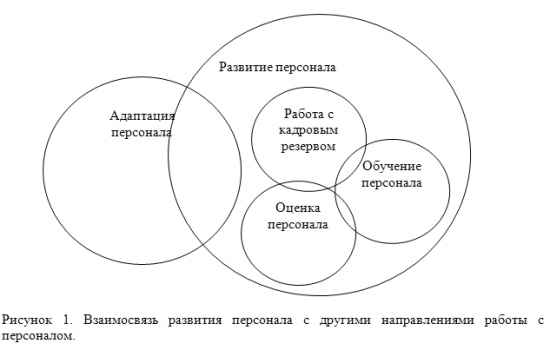 Развитие персонала
Адаптация
персонала
Работа с
кадровым
резервом
Обучение
персонала
Оценка
персонала
Рисунок 1. Взаимосвязь развития персонала с другими направлениями работы с
персоналом.